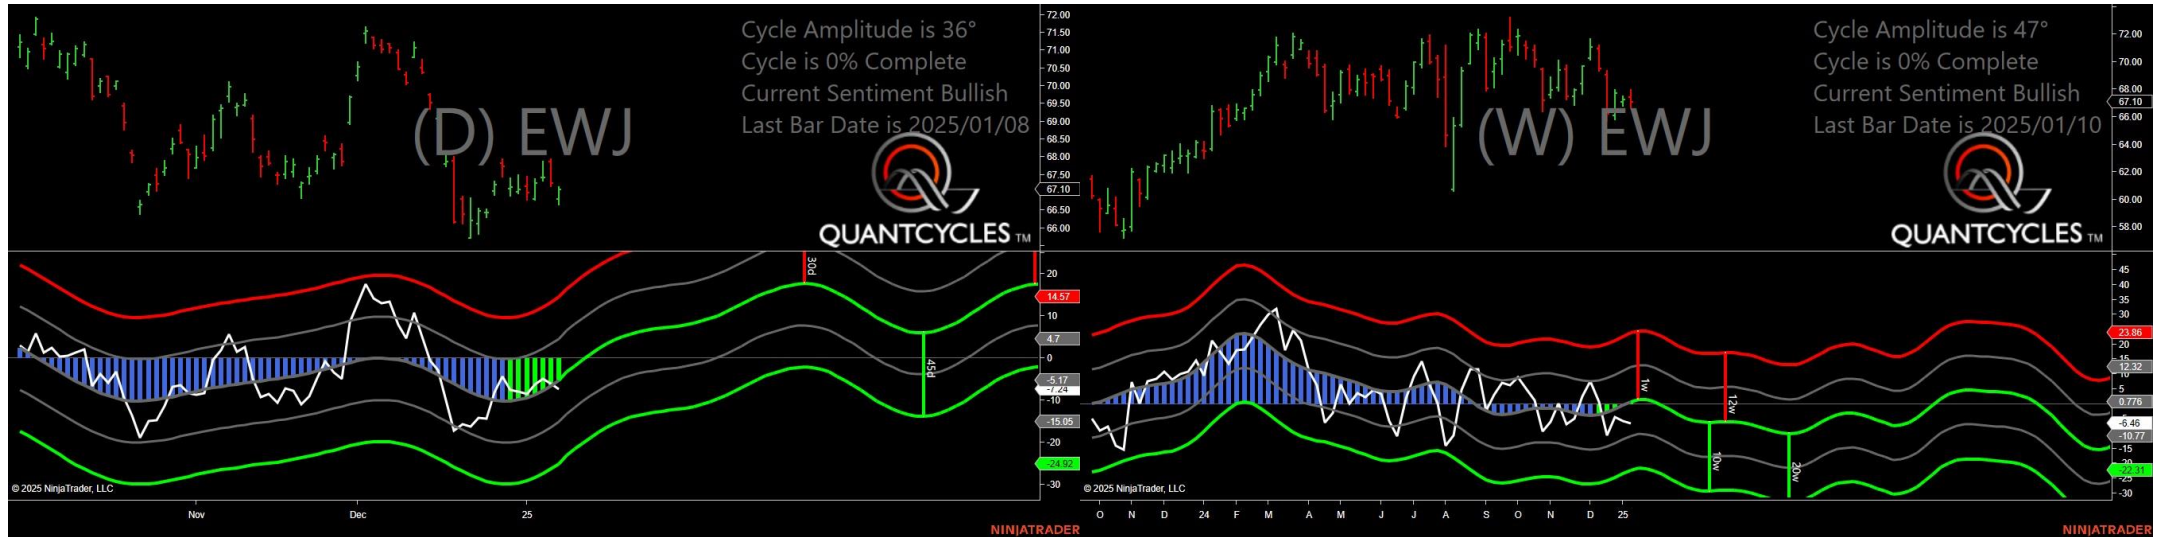 Cycle Amplitude is 36°
Cycle is 0% Complete
Current Sentiment Bullish
Last Bar Date is 2025/01/08
(D) EWJ
QUANTCYCLES TM
72.00
71.50
71.00
70.50
70.00
69.50
69.00
68.50
68.00
67.50
67.10
66.50
66.00
30d
45d
20
14.57
10
4.7
0
-5.17
-7.24
-10
-15.05
-20
-24.92
-30
© 2025 NinjaTrader, LLC
Nov Dec 25
NINJATRADER
Cycle Amplitude is 47°
Cycle is 0% Complete
Current Sentiment Bullish
Last Bar Date is 2025/01/10
(W) EWJ
QUANTCYCLES TM
72.00
70.00
68.00
67.10
66.00
64.00
62.00
60.00
58.00
1w
12w
10w
20w
45
40
35
30
23.86
20
15
12.32
5
0.776
-6.46
-10.77
-15
-22.31
-30
© 2025 NinjaTrader, LLC
O N D 24 F M A M J J A S O N D 25
NINJATRADER